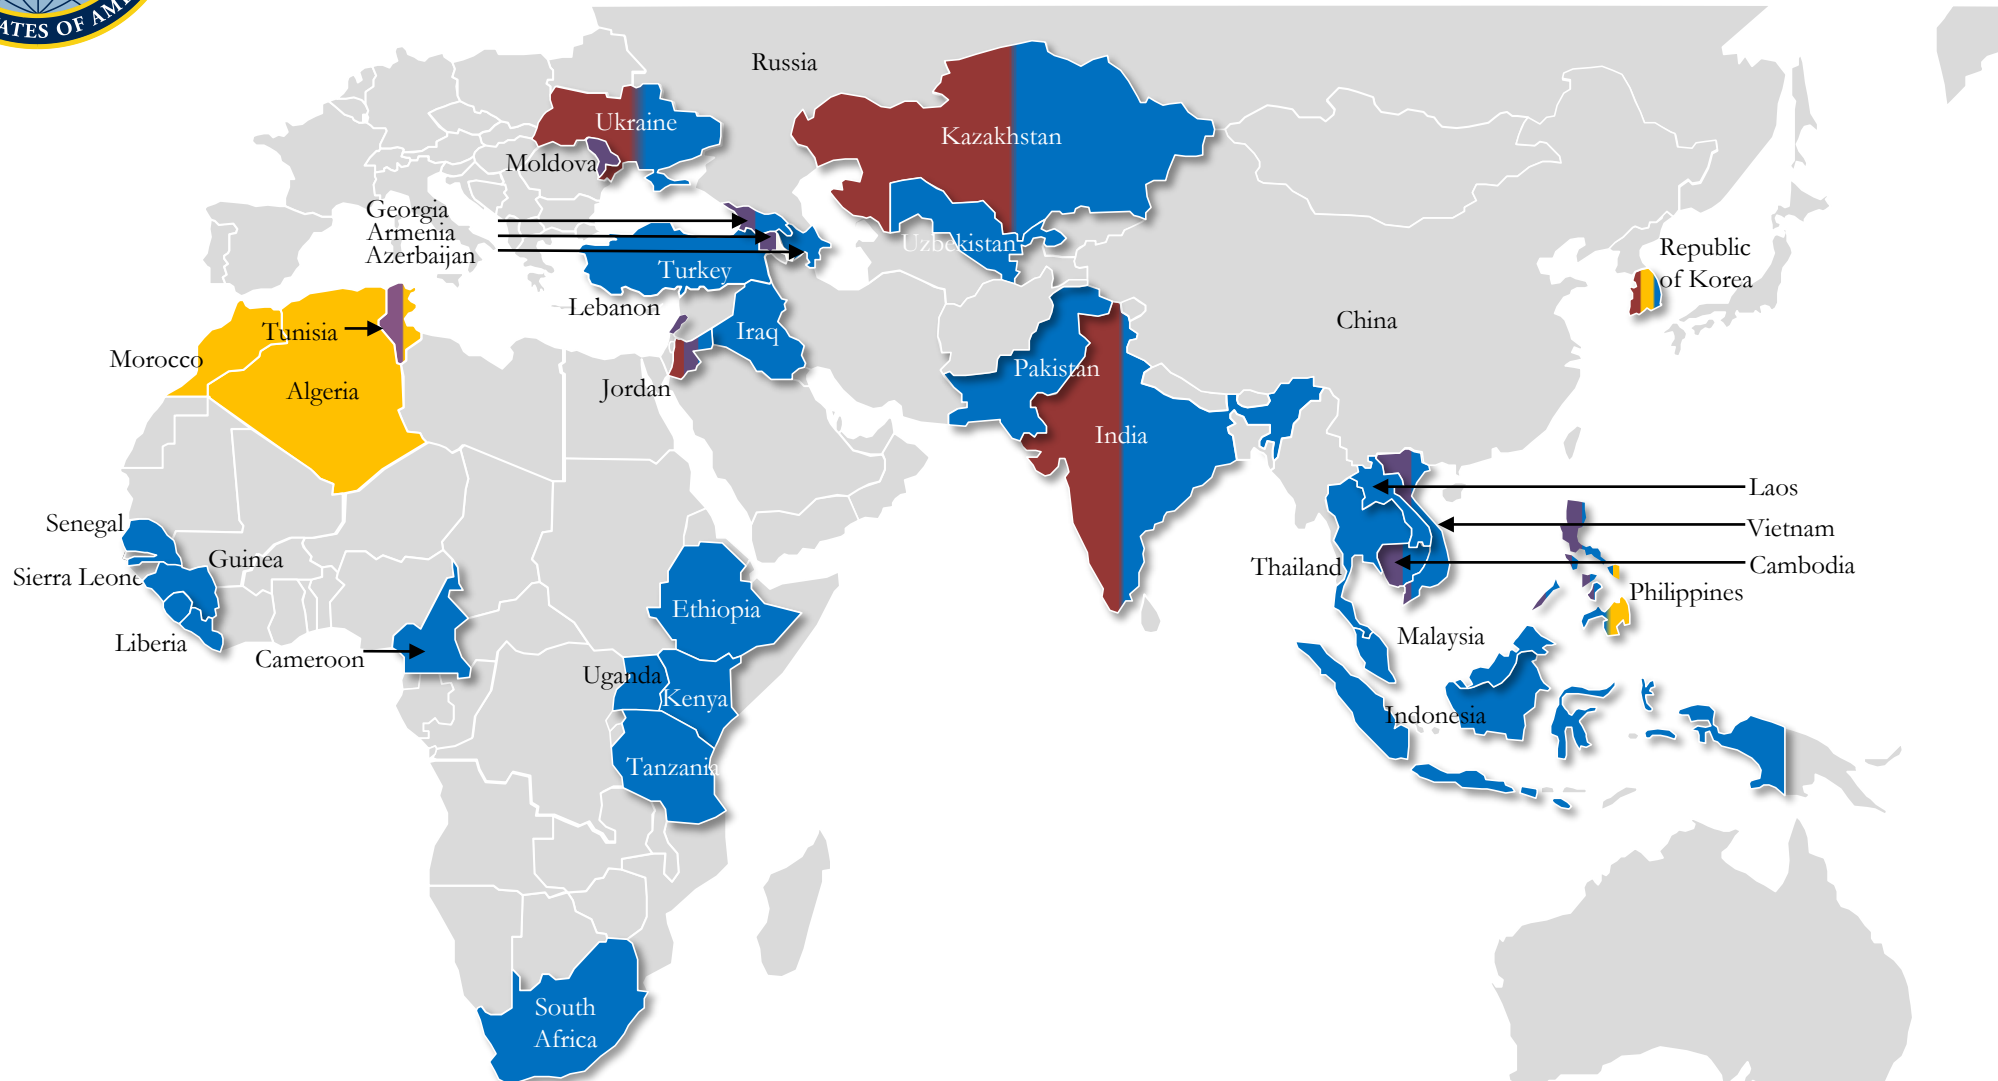 ATES OF AM
Russia
Ukraine
Kazakhstan
Moldova
Georgia
Armenia
Azerbaijan
Uzbekistan
Turkey
Republic
of Korea
Lebanon
Tunisia
Iraq
China
Morocco
Pakistan
Jordan
Algeria
India
Laos
Senegal
Vietnam
Guinea
Thailand
Cambodia
Sierra Leone
Philippines
Ethiopia
Malaysia
Liberia
Cameroon
Uganda
Kenya
Indonesia
Tanzania
South
Africa